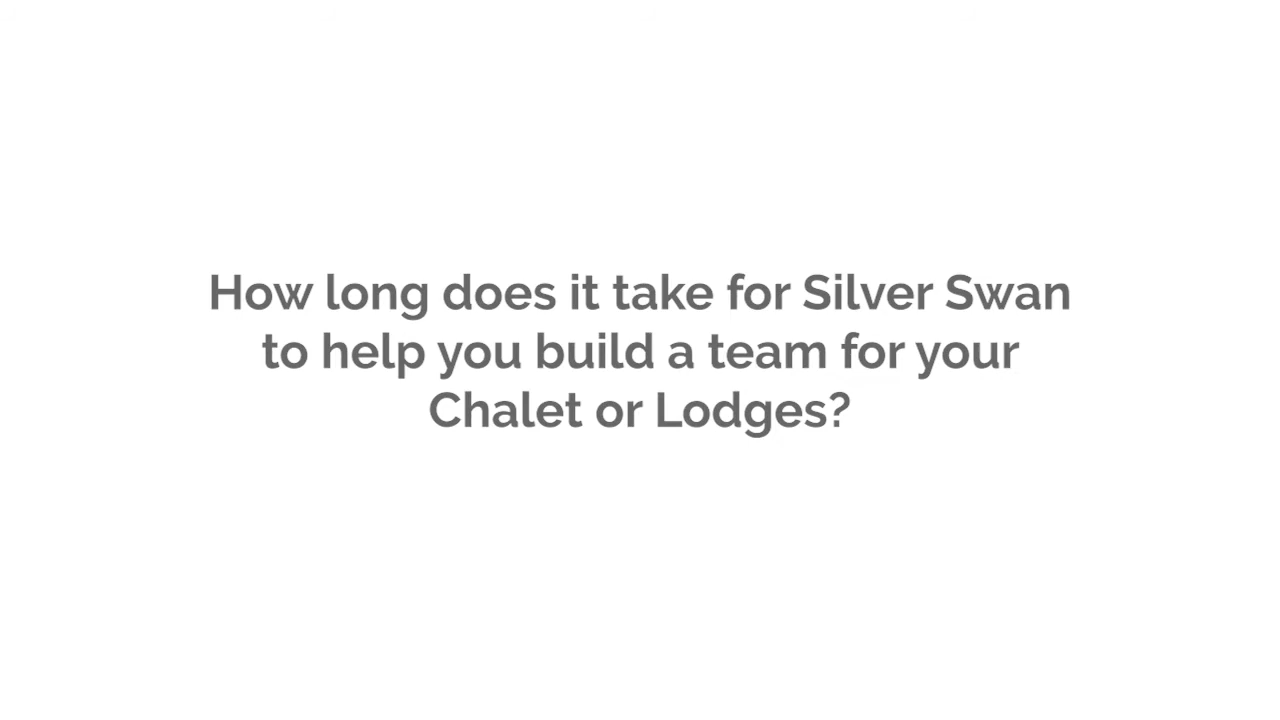 How long does it take for Silver Swan
to help you build a team for your
Chalet or Lodges?